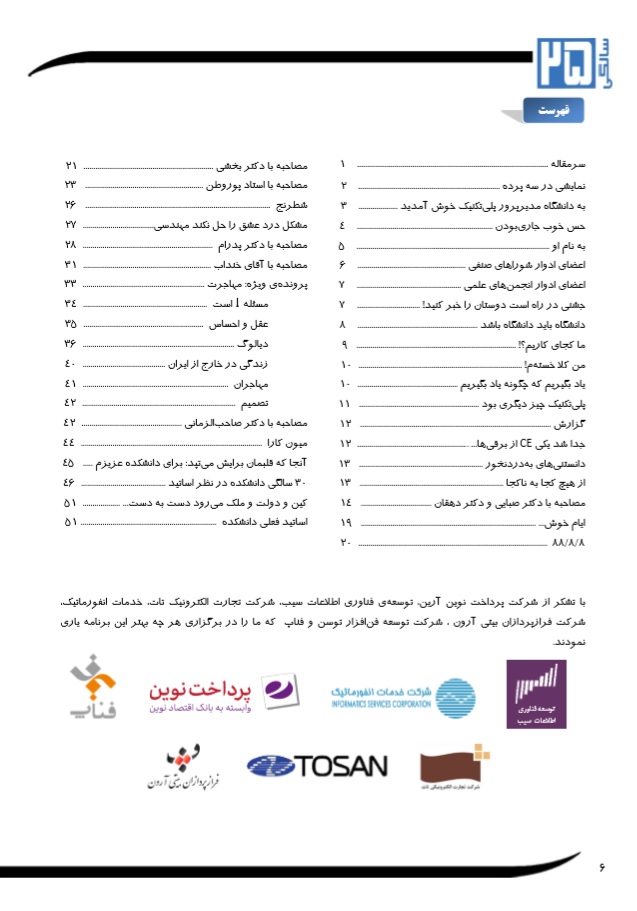 ۲۵ سالگی
فهرست
سرمقاله ۱
نمایشی در سه پرده ۲
به دانشگاه مدیرپرور پلی‌تکنیک خوش آمدید ۳
حس خوب جاری‌بودن ۴
به نام او ۵
اعضای ادوار شوراهای صنفی ۶
اعضای ادوار انجمن‌های علمی ۷
جشنی در راه است دوستان را خبر کنید! ۷
دانشگاه باید دانشگاه باشد ۸
ما کجای کاریم؟! ۹
من کلا خسته‌م! ۱۰
یاد بگیریم که چگونه یاد بگیریم ۱۰
پلی‌تکنیک چیز دیگری بود ۱۱
گزارش ۱۲
جدا شد یکی CE از برقی‌ها... ۱۲
دانستنی‌های به‌دردنخور ۱۳
از هیچ کجا به ناکجا ۱۳
مصاحبه با دکتر صبایی و دکتر دهقان ۱۴
ایام خوش... ۱۹
۸۸/۸/۸ ۲۰
مصاحبه با دکتر بخشی ۲۱
مصاحبه با استاد پوروطن ۲۳
شطرنج ۲۶
مشکل درد عشق را حل نکند مهندسی ۲۷
مصاحبه با دکتر پدرام ۲۸
مصاحبه با آقای خنداب ۳۱
پرونده‌ی ویژه: مهاجرت ۳۳
مسئله I است ۳۴
عقل و احساس ۳۵
دیالوگ ۳۶
زندگی در خارج از ایران ۴۰
مهاجران ۴۱
تصمیم ۴۲
مصاحبه با دکتر صاحب‌الزمانی ۴۲
میون کارا ۴۴
آنجا که قلبمان برایش می‌تپد: برای دانشکده عزیزم ۴۵
۳۰ سالگی دانشکده در نظر اساتید ۴۶
کین و دولت و ملک می‌رود دست به دست... ۵۱
اساتید فعلی دانشکده ۵۱
با تشکر از شرکت پرداخت نوین آرین، توسعه‌ی فناوری اطلاعات سیب، شرکت تجارت الکترونیک تات، خدمات انفورماتیک،
شرکت فرازپردازان بیتی آرون ، شرکت توسعه فن‌افزار توسن و فناپ که ما را در برگزاری هر چه بهتر این برنامه یاری
نمودند.
توسعه فناوری
اطلاعات سیب
شرکت خدمات انفورماتیک
INFORMATICS SERVICES CORPORATION
پرداخت نوین
وابسته به بانک اقتصاد نوین
فناپ
شرکت تجارت الکترونیکی تات
TOSAN
فرازپردازان بیتی آرون
۶